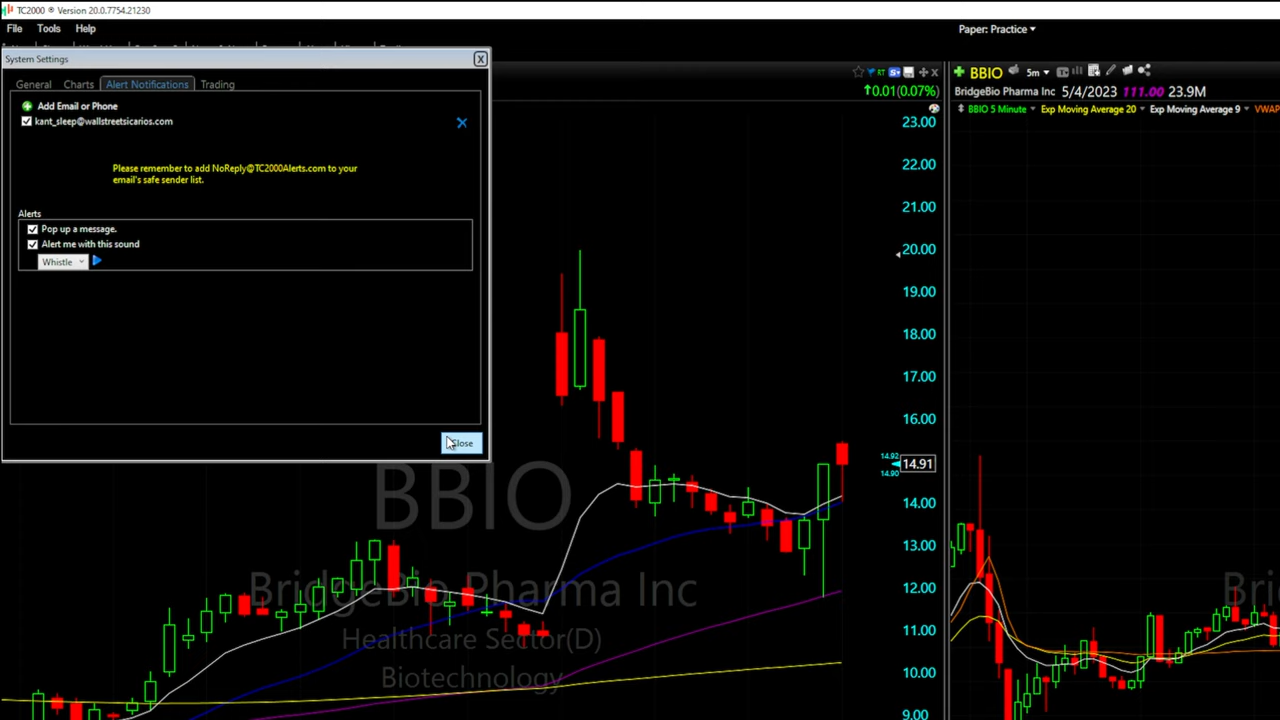 TC2000 ® Version 20.0.7754.21230
File Tools Help
Paper: Practice
System Settings
X
General Charts Alert Notifications Trading
Add Email or Phone
kant_sleep@wallstreetsicarios.com
Please remember to add NoReply@TC2000Alerts.com to your
email's safe sender list.
Alerts
Pop up a message.
Alert me with this sound
Whistle
Close
RT
0.01(0.07%)
23.00
22.00
21.00
20.00
19.00
18.00
17.00
16.00
14.92
14.91
14.90
14.00
13.00
12.00
11.00
10.00
9.00
BBIO
BridgeBio Pharma Inc
Healthcare Sector(D)
Biotechnology
BBIO 5m
BridgeBio Pharma Inc 5/4/2023 111.00 23.9M
BBIO 5 Minute Exp Moving Average 20 Exp Moving Average 9 VWAP
Bridg